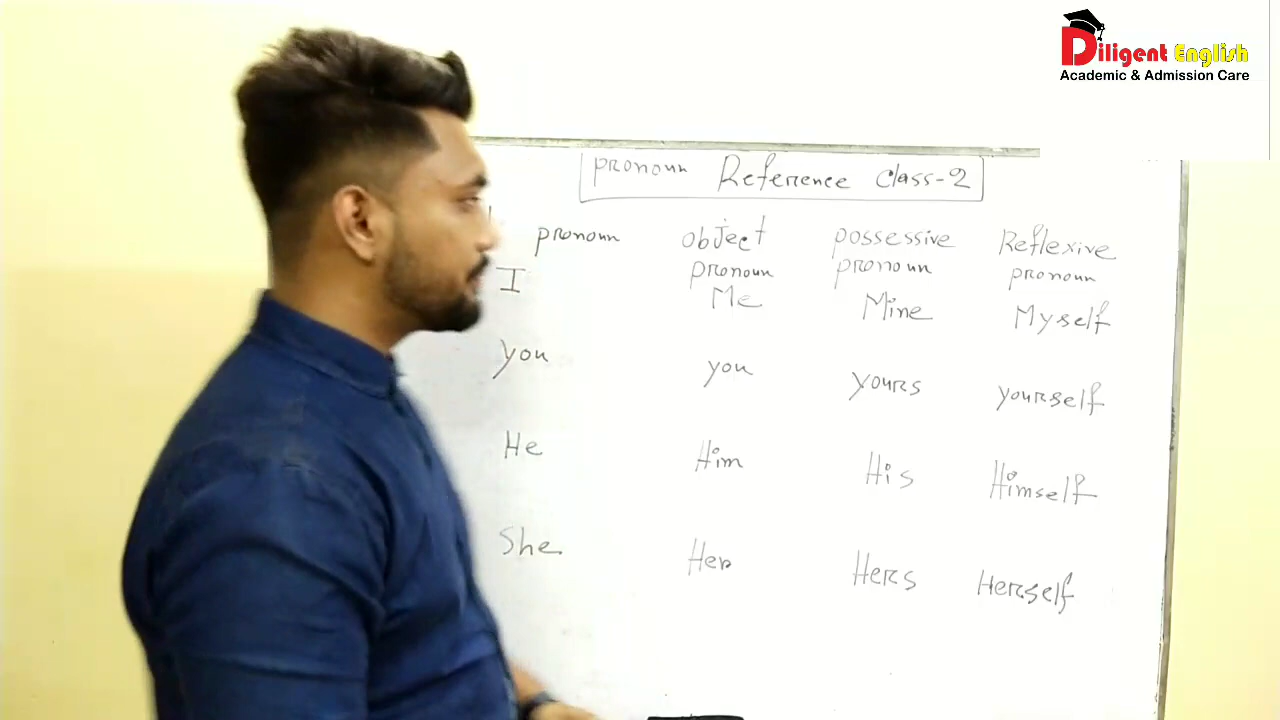 Diligent English
Academic & Admission Care
pronoun Reference class-2
pronoun object possessive Reflexive
pronoun pronoun pronoun
I Me Mine Myself
you you yours yourself
He Him His Himself
She Her Hers Herself